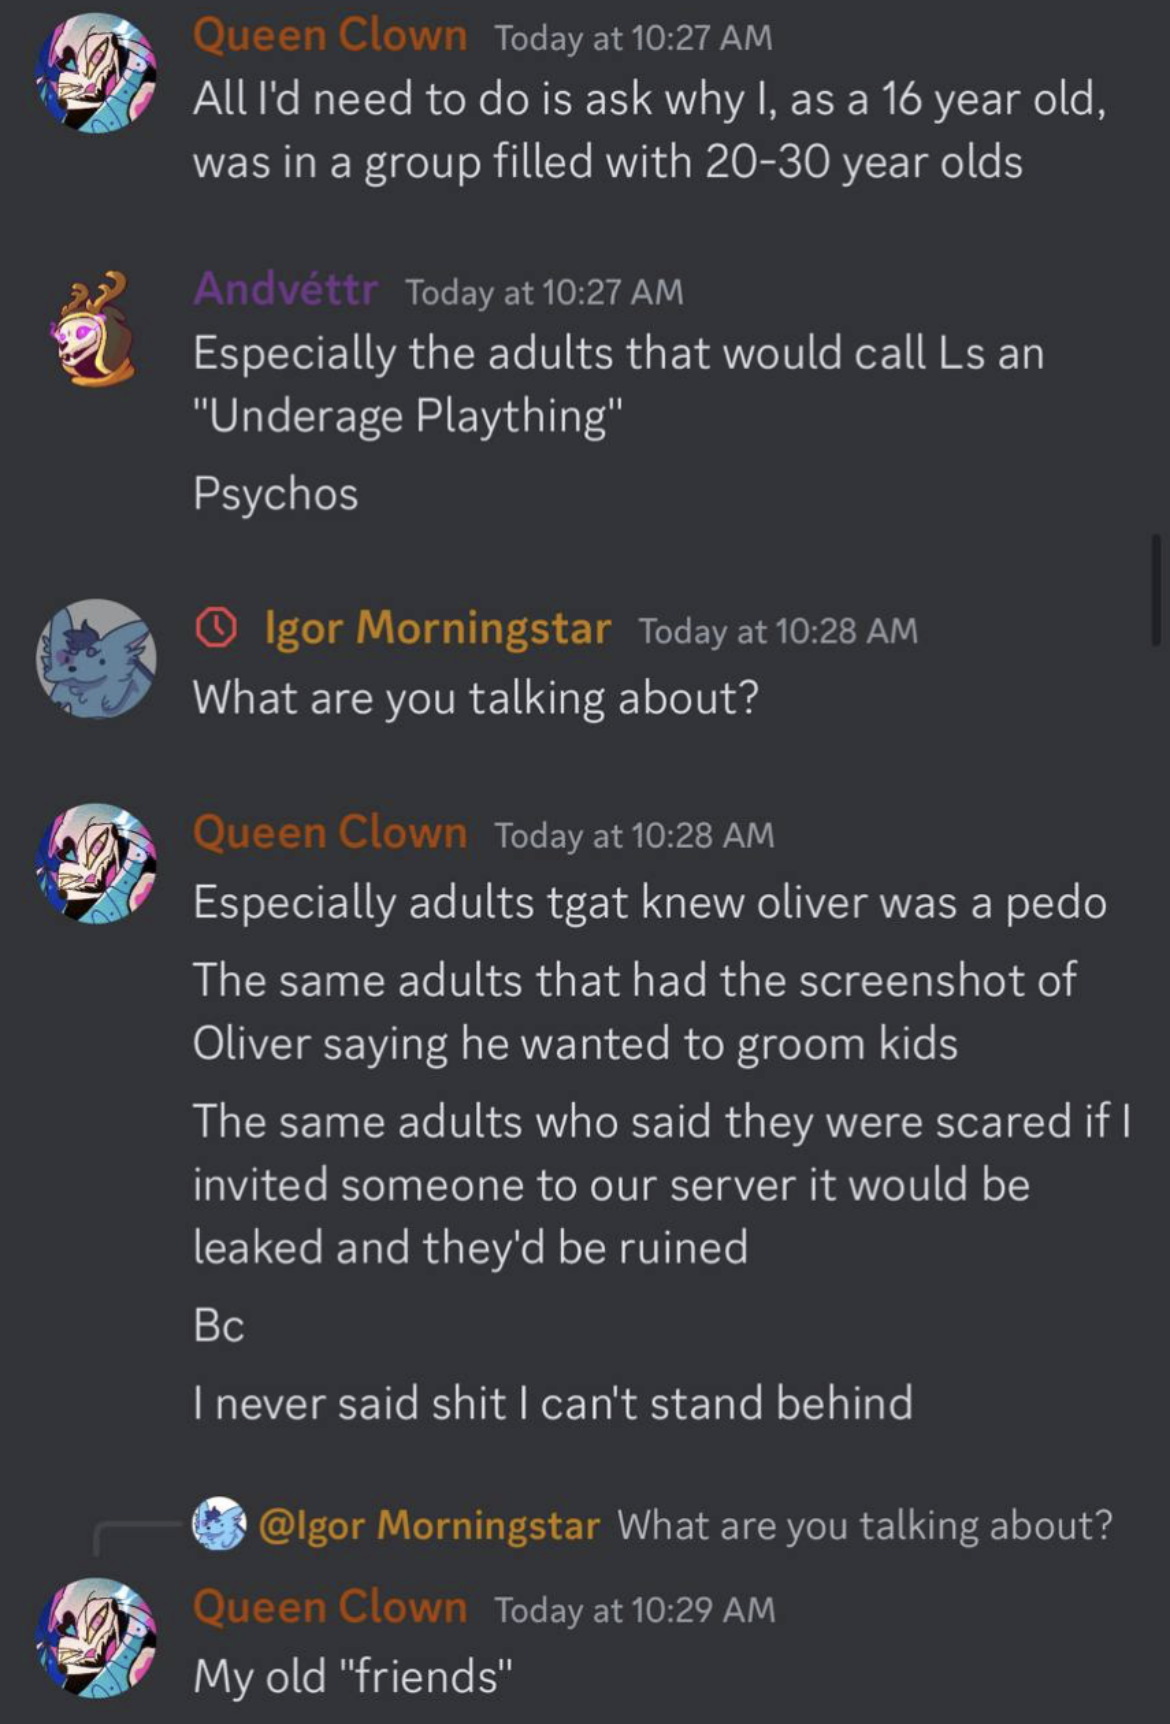 Queen Clown Today at 10:27 AM
All I'd need to do is ask why I, as a 16 year old,
was in a group filled with 20-30 year olds
Andvéttr Today at 10:27 AM
Especially the adults that would call Ls an
"Underage Plaything"
Psychos
Igor Morningstar Today at 10:28 AM
What are you talking about?
Queen Clown Today at 10:28 AM
Especially adults tgat knew oliver was a pedo
The same adults that had the screenshot of
Oliver saying he wanted to groom kids
The same adults who said they were scared if I
invited someone to our server it would be
leaked and they'd be ruined
Bc
I never said shit I can't stand behind
@Igor Morningstar What are you talking about?
Queen Clown Today at 10:29 AM
My old "friends"